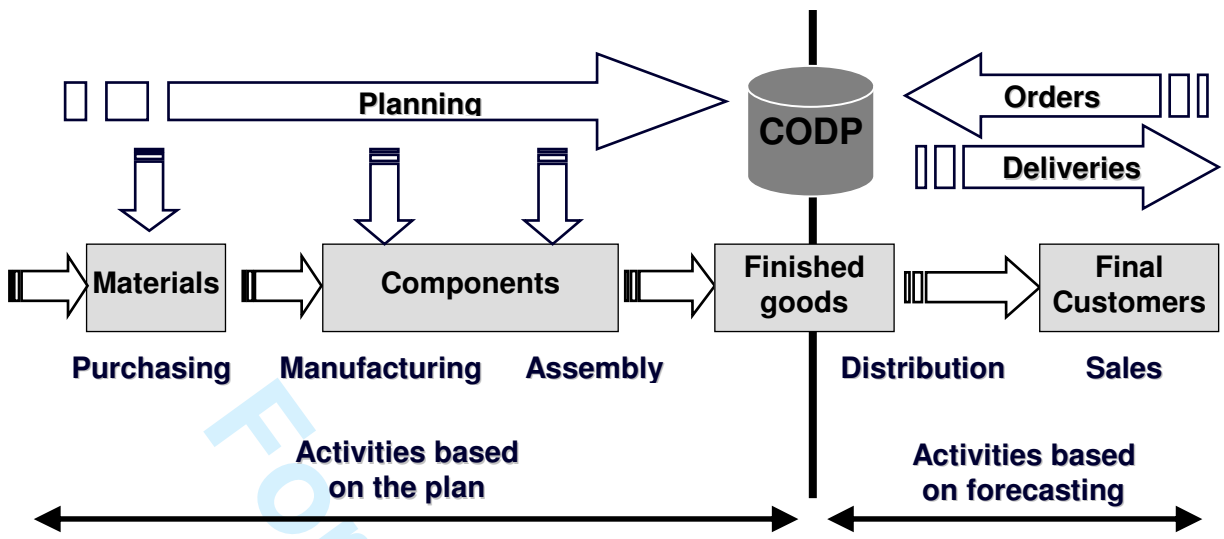 Planning
CODP
Orders
Deliveries
Materials
Components
Finished
goods
Final
Customers
Purchasing
Manufacturing
Assembly
Distribution
Sales
Activities based
on the plan
Activities based
on forecasting
For